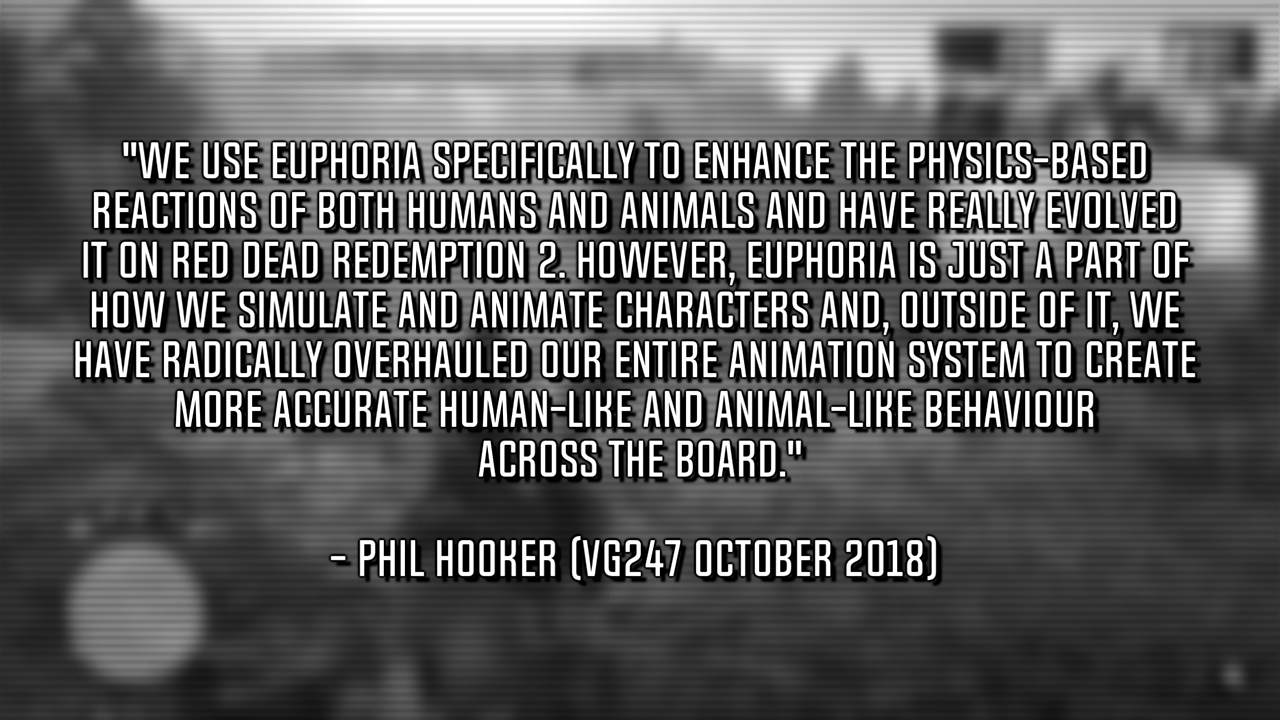 "WE USE EUPHORIA SPECIFICALLY TO ENHANCE THE PHYSICS-BASED
REACTIONS OF BOTH HUMANS AND ANIMALS AND HAVE REALLY EVOLVED
IT ON RED DEAD REDEMPTION 2. HOWEVER, EUPHORIA IS JUST A PART OF
HOW WE SIMULATE AND ANIMATE CHARACTERS AND, OUTSIDE OF IT, WE
HAVE RADICALLY OVERHAULED OUR ENTIRE ANIMATION SYSTEM TO CREATE
MORE ACCURATE HUMAN-LIKE AND ANIMAL-LIKE BEHAVIOUR
ACROSS THE BOARD."
- PHIL HOOKER (VG247 OCTOBER 2018)